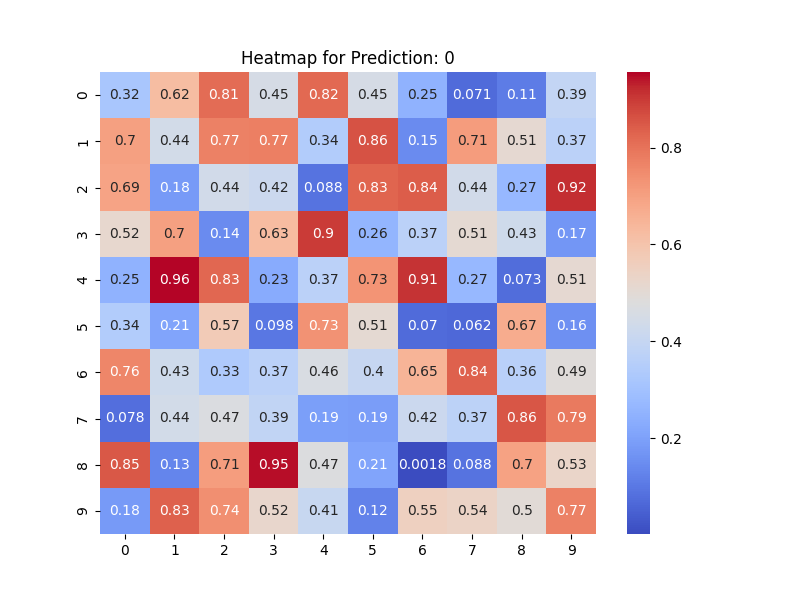 Heatmap for Prediction: 0
0 0.32 0.62 0.81 0.45 0.82 0.45 0.25 0.071 0.11 0.39
1 0.7 0.44 0.77 0.77 0.34 0.86 0.15 0.71 0.51 0.37
2 0.69 0.18 0.44 0.42 0.088 0.83 0.84 0.44 0.27 0.92
3 0.52 0.7 0.14 0.63 0.9 0.26 0.37 0.51 0.43 0.17
4 0.25 0.96 0.83 0.23 0.37 0.73 0.91 0.27 0.073 0.51
5 0.34 0.21 0.57 0.098 0.73 0.51 0.07 0.062 0.67 0.16
6 0.76 0.43 0.33 0.37 0.46 0.4 0.65 0.84 0.36 0.49
7 0.078 0.44 0.47 0.39 0.19 0.19 0.42 0.37 0.86 0.79
8 0.85 0.13 0.71 0.95 0.47 0.21 0.0018 0.088 0.7 0.53
9 0.18 0.83 0.74 0.52 0.41 0.12 0.55 0.54 0.5 0.77
0 1 2 3 4 5 6 7 8 9
0.8
0.6
0.4
0.2